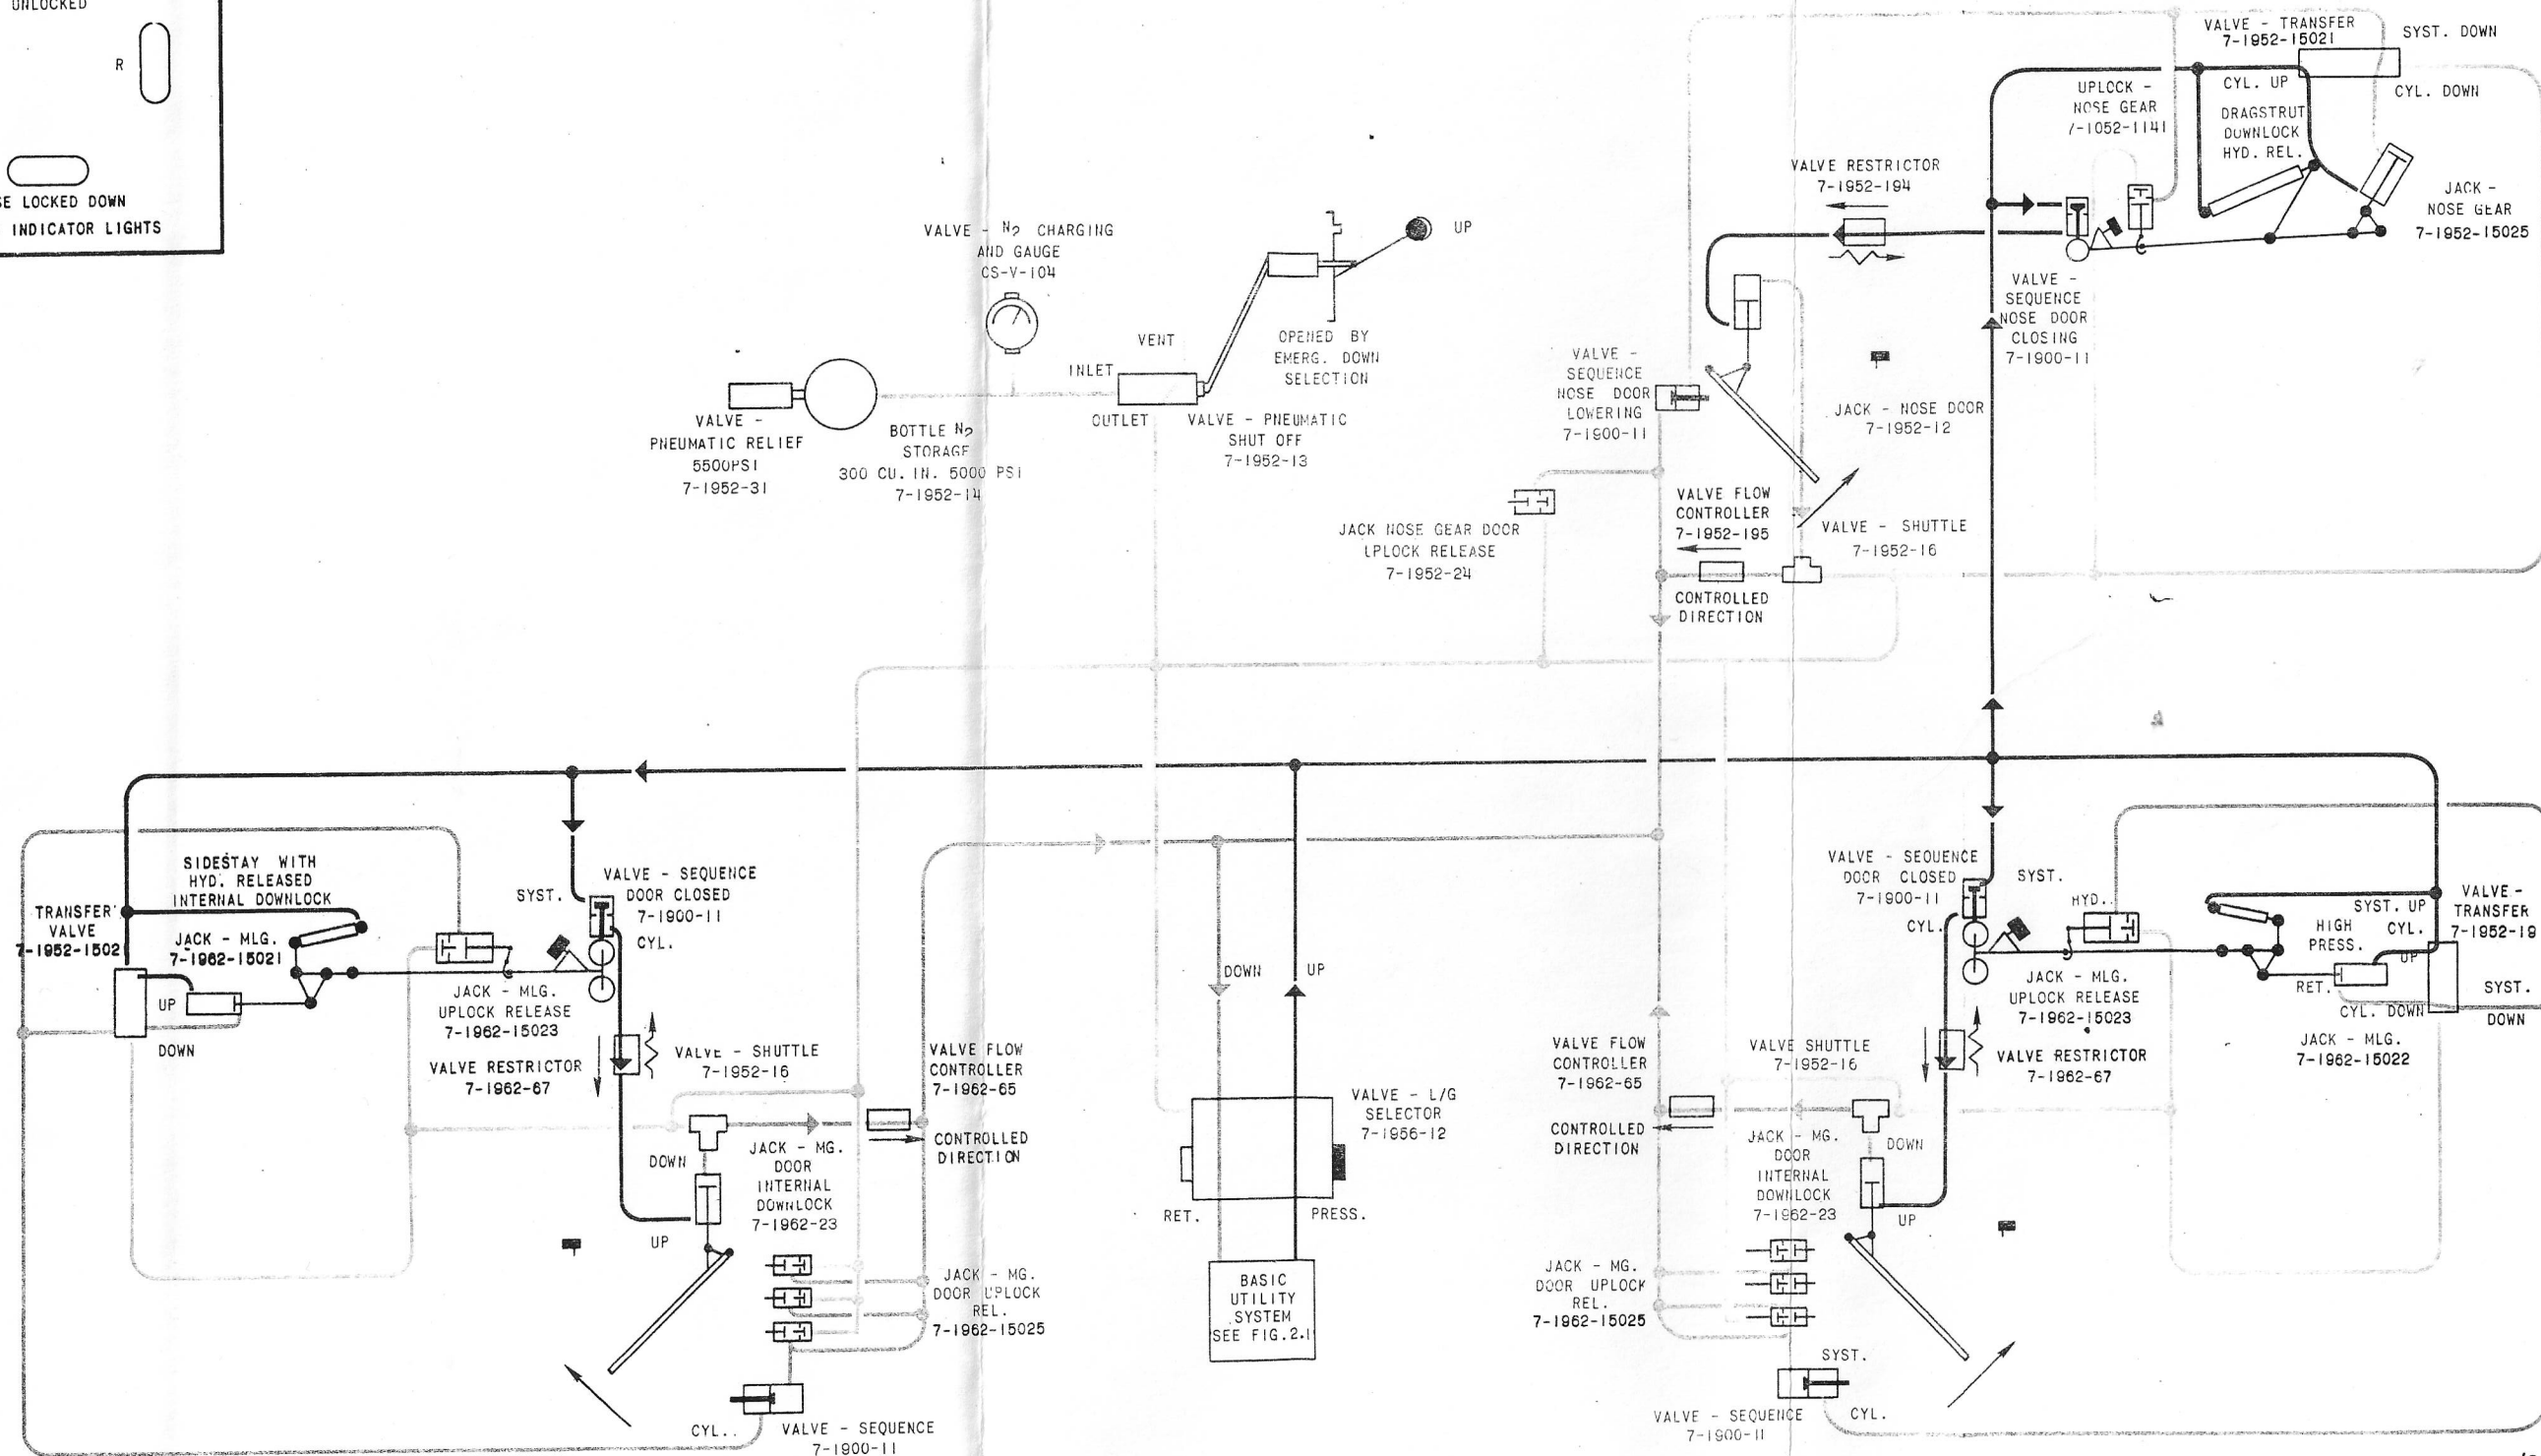 UNLOCKED
R
LOCKED DOWN
INDICATOR LIGHTS
VALVE - TRANSFER
7-1952-15021
SYST. DOWN
CYL. UP
CYL. DOWN
UPLOCK -
NOSE GEAR
7-1052-1141
DRAGSTRUT
DOWNLOCK
HYD. REL.
JACK -
NOSE GEAR
7-1952-15025
VALVE RESTRICTOR
7-1952-194
VALVE -
SEQUENCE
NOSE DOOR
CLOSING
7-1900-11
VALVE - N2 CHARGING
AND GAUGE
CS-V-104
UP
VENT
INLET
OUTLET
OPENED BY
EMERG. DOWN
SELECTION
VALVE -
PNEUMATIC RELIEF
5500PSI
7-1952-31
BOTTLE N2
STORAGE
300 CU. IN. 5000 PSI
7-1952-14
VALVE - PNEUMATIC
SHUT OFF
7-1952-13
VALVE -
SEQUENCE
NOSE DOOR
LOWERING
7-1900-11
JACK - NOSE DOOR
7-1952-12
JACK NOSE GEAR DOOR
UPLOCK RELEASE
7-1952-24
VALVE FLOW
CONTROLLER
7-1952-195
VALVE - SHUTTLE
7-1952-16
CONTROLLED
DIRECTION
SIDESTAY WITH
HYD. RELEASED
INTERNAL DOWNLOCK
TRANSFER
VALVE
7-1952-1502
JACK - MLG.
7-1962-15021
UP
DOWN
SYST.
VALVE - SEQUENCE
DOOR CLOSED
7-1900-11
CYL.
JACK - MLG.
UPLOCK RELEASE
7-1962-15023
VALVE RESTRICTOR
7-1962-67
VALVE - SHUTTLE
7-1952-16
VALVE FLOW
CONTROLLER
7-1962-65
CONTROLLED
DIRECTION
DOWN
JACK - MG.
DOOR
INTERNAL
DOWNLOCK
7-1962-23
UP
JACK - MG.
DOOR UPLOCK
REL.
7-1962-15025
CYL..
VALVE - SEQUENCE
7-1900-11
DOWN
UP
VALVE - L/G
SELECTOR
7-1956-12
RET.
PRESS.
BASIC
UTILITY
SYSTEM
SEE FIG.2.1
VALVE - SEQUENCE
DOOR CLOSED
7-1900-11
SYST.
CYL.
HYD..
JACK - MLG.
UPLOCK RELEASE
7-1962-15023
VALVE RESTRICTOR
7-1962-67
SYST. UP
CYL.
UP
HIGH
PRESS.
RET.
CYL. DOWN
VALVE -
TRANSFER
7-1952-19
SYST.
DOWN
JACK - MLG.
7-1962-15022
VALVE FLOW
CONTROLLER
7-1962-65
CONTROLLED
DIRECTION
VALVE SHUTTLE
7-1952-16
DOWN
JACK - MG.
DOOR
INTERNAL
DOWNLOCK
7-1962-23
UP
JACK - MG.
DOOR UPLOCK
REL.
7-1962-15025
SYST.
VALVE - SEQUENCE
7-1900-11
CYL.